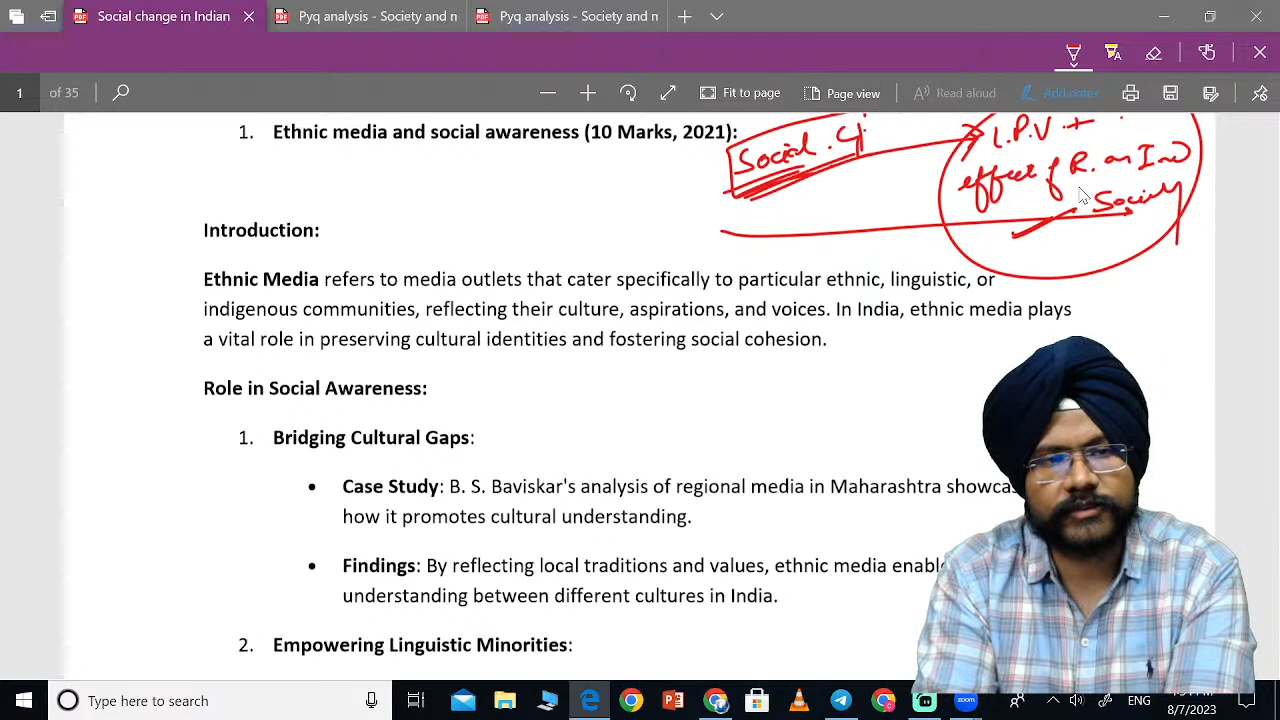 Social change in
Pyq analysis - Society and n
Pyq analysis - Society and n
1 of 35
Fit to page
Page view
Read aloud
Add notes
1. Ethnic media and social awareness (10 Marks, 2021):
Social
I.P.V +
effect of R. on Ind
Society
Introduction:
Ethnic Media refers to media outlets that cater specifically to particular ethnic, linguistic, or
indigenous communities, reflecting their culture, aspirations, and voices. In India, ethnic media plays
a vital role in preserving cultural identities and fostering social cohesion.
Role in Social Awareness:
1. Bridging Cultural Gaps:
• Case Study: B. S. Baviskar's analysis of regional media in Maharashtra showcas
how it promotes cultural understanding.
• Findings: By reflecting local traditions and values, ethnic media enabl
understanding between different cultures in India.
2. Empowering Linguistic Minorities:
Type here to search
zoom
ENG
8/7/2023